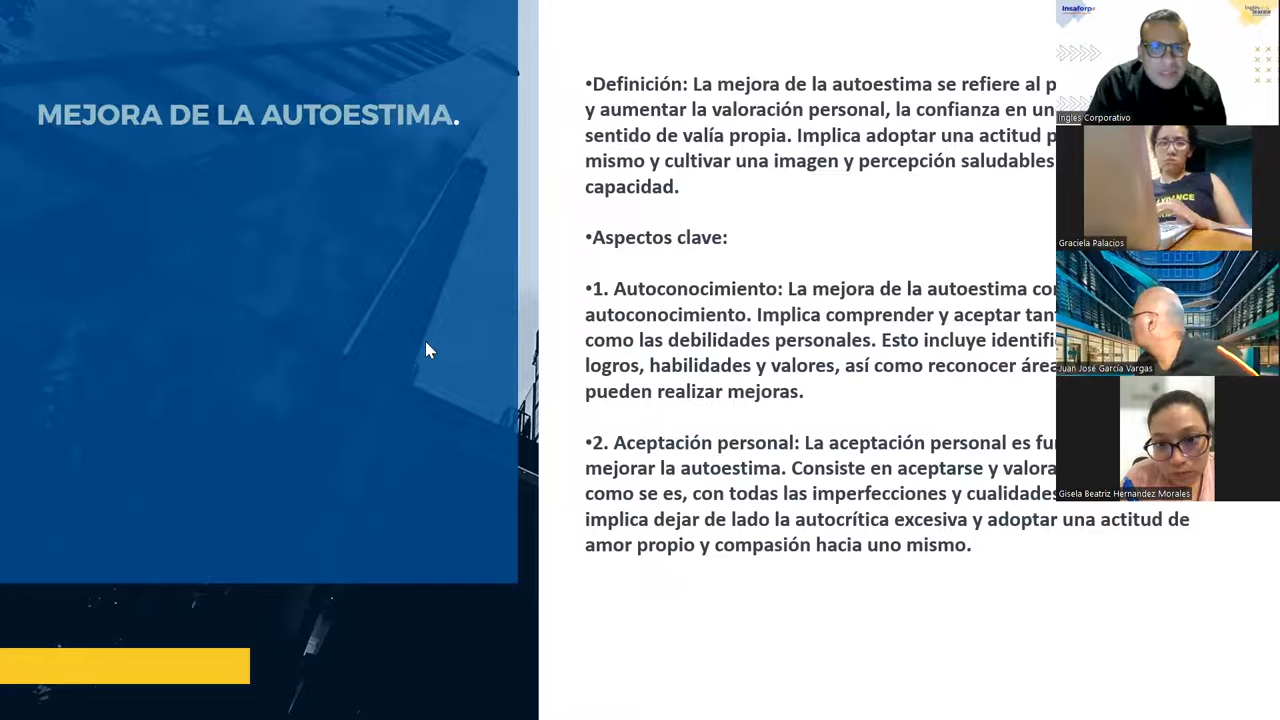 MEJORA DE LA AUTOESTIMA.
•Definición: La mejora de la autoestima se refiere al p
y aumentar la valoración personal, la confianza en un
sentido de valía propia. Implica adoptar una actitud p
mismo y cultivar una imagen y percepción saludables
capacidad.
•Aspectos clave:
•1. Autoconocimiento: La mejora de la autoestima co
autoconocimiento. Implica comprender y aceptar tan
como las debilidades personales. Esto incluye identifi
logros, habilidades y valores, así como reconocer área
pueden realizar mejoras.
•2. Aceptación personal: La aceptación personal es fu
mejorar la autoestima. Consiste en aceptarse y valora
como se es, con todas las imperfecciones y cualidades
implica dejar de lado la autocrítica excesiva y adoptar una actitud de
amor propio y compasión hacia uno mismo.
Insaforp
Ingles Corporativo
Graciela Palacios
Juan José García Vargas
Gisela Beatriz Hernandez Morales